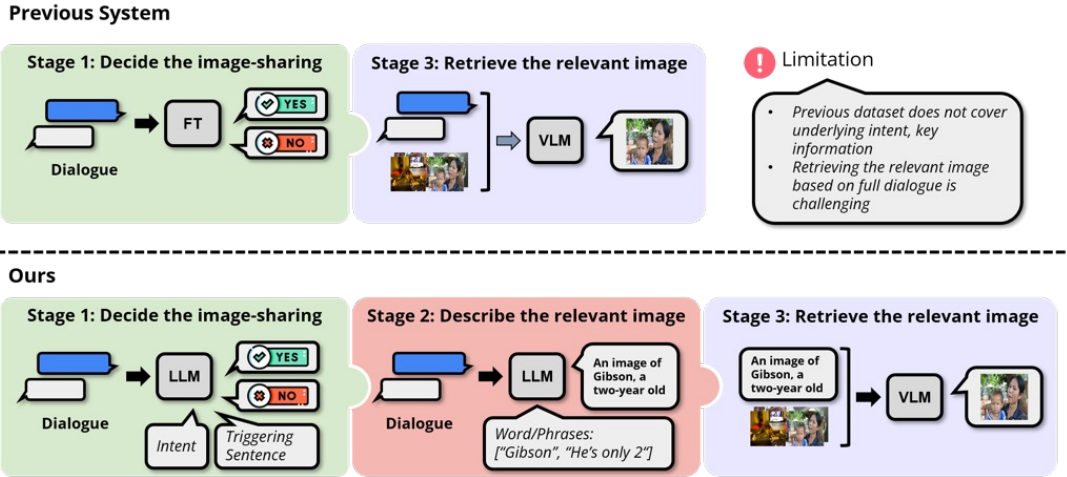 Previous System
Stage 1: Decide the image-sharing
Dialogue
FT
YES
NO
Stage 3: Retrieve the relevant image
VLM
Limitation
• Previous dataset does not cover
underlying intent, key
information
• Retrieving the relevant image
based on full dialogue is
challenging
Ours
Stage 1: Decide the image-sharing
Dialogue
LLM
YES
NO
Intent
Triggering
Sentence
Stage 2: Describe the relevant image
Dialogue
LLM
An image of
Gibson, a
two-year old
Word/Phrases:
["Gibson", "He's only 2"]
Stage 3: Retrieve the relevant image
An image of
Gibson, a
two-year old
VLM